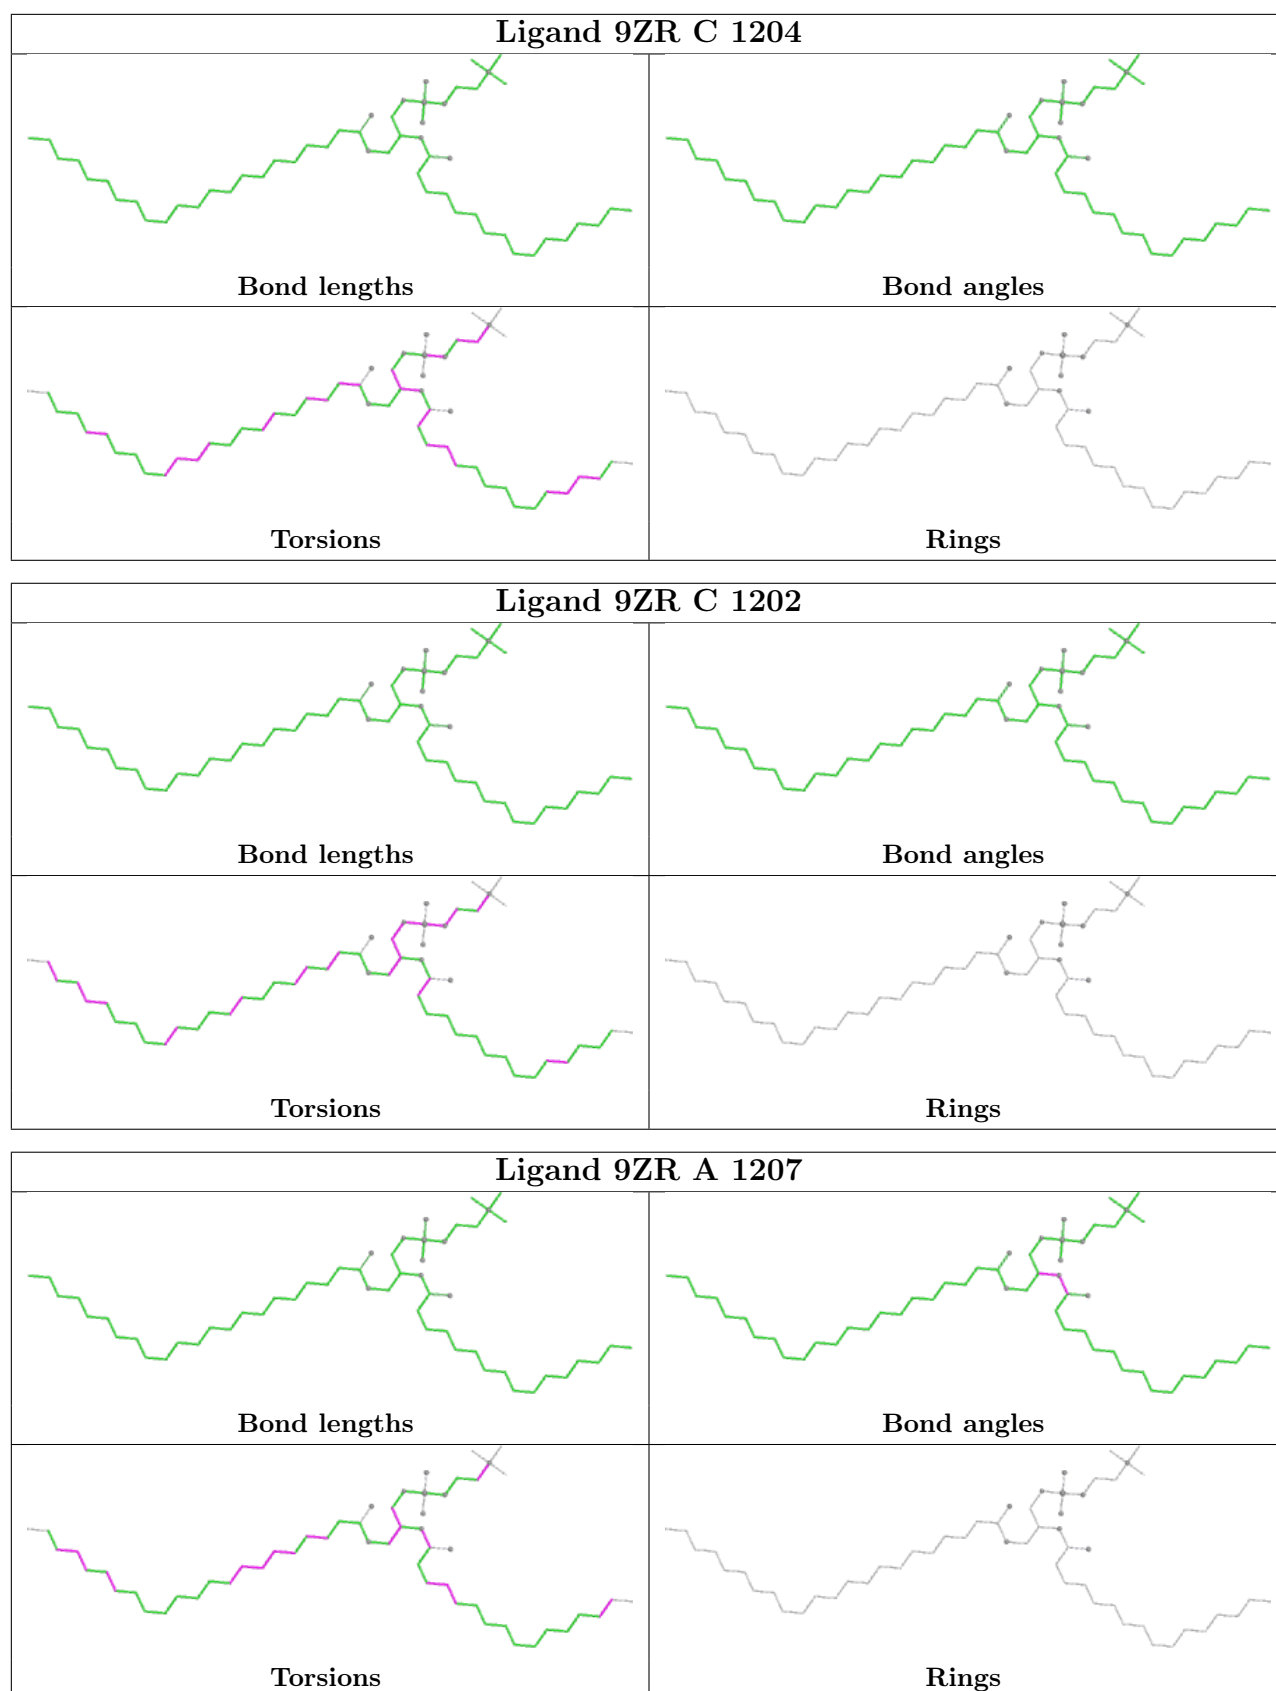 Ligand 9ZR C 1204
Bond lengths
Bond angles
Torsions
Rings
Ligand 9ZR C 1202
Bond lengths
Bond angles
Torsions
Rings
Ligand 9ZR A 1207
Bond lengths
Bond angles
Torsions
Rings